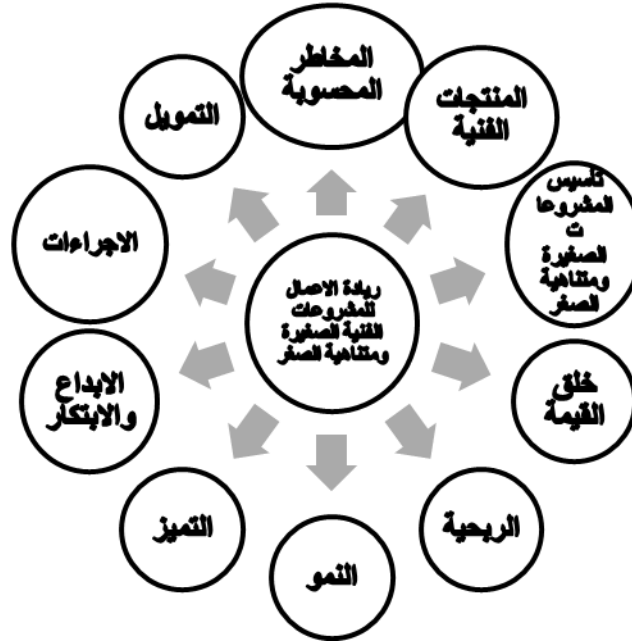 المخاطر
المحسوبة
المنتجات
الفنية
تأسيس
المشروعا
ت
الصغيرة
ومتناهية
الصغر
خلق
القيمة
الربحية
النمو
التميز
الابداع
والابتكار
الاجراءات
التمويل
ريادة الاعمال
للمشروعات
الفنية الصغيرة
ومتناهية الصغر